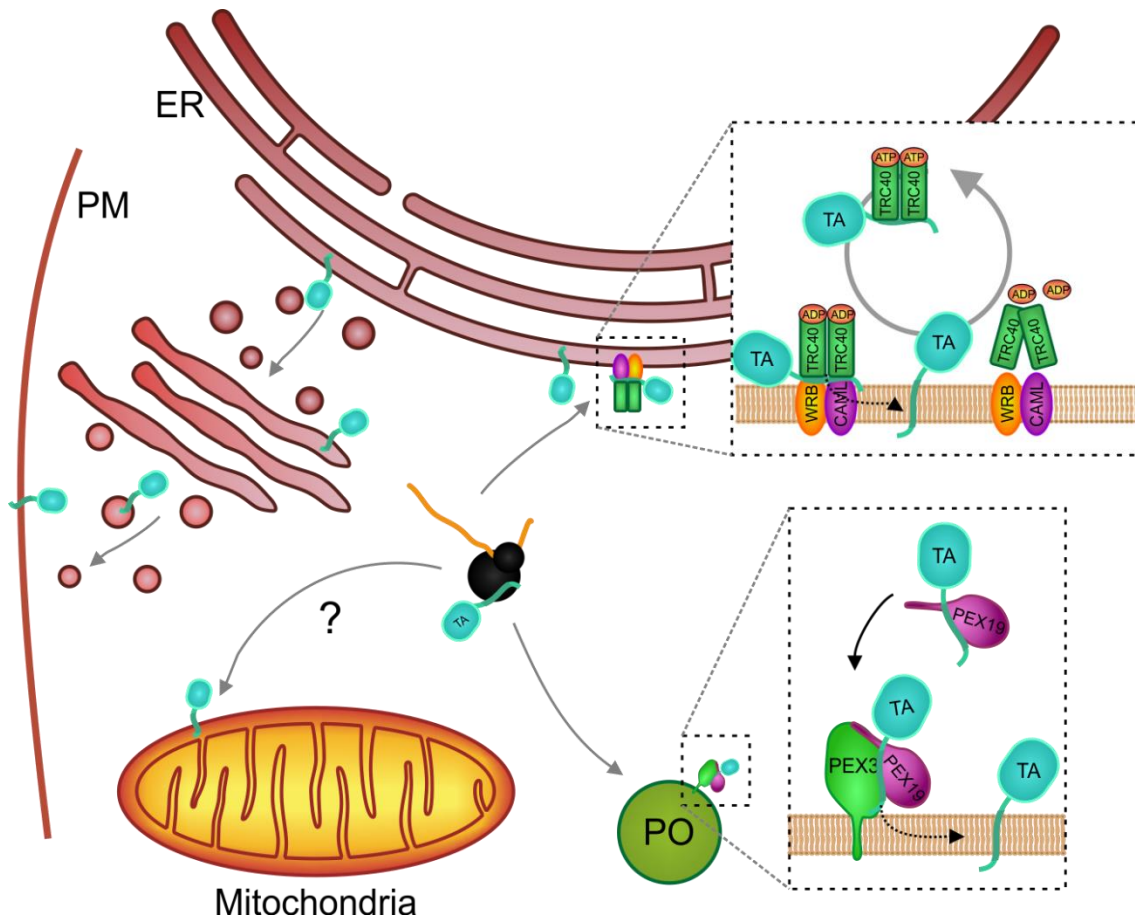 ER
PM
ATP
ATP
TRC40
TRC40
TA
ADP
ADP
TRC40
TRC40
TA
WRB
CAML
TA
ADP
ADP
TRC40
TRC40
WRB
CAML
TA
?
TA
PEX19
TA
PEX3
PEX19
TA
PO
Mitochondria